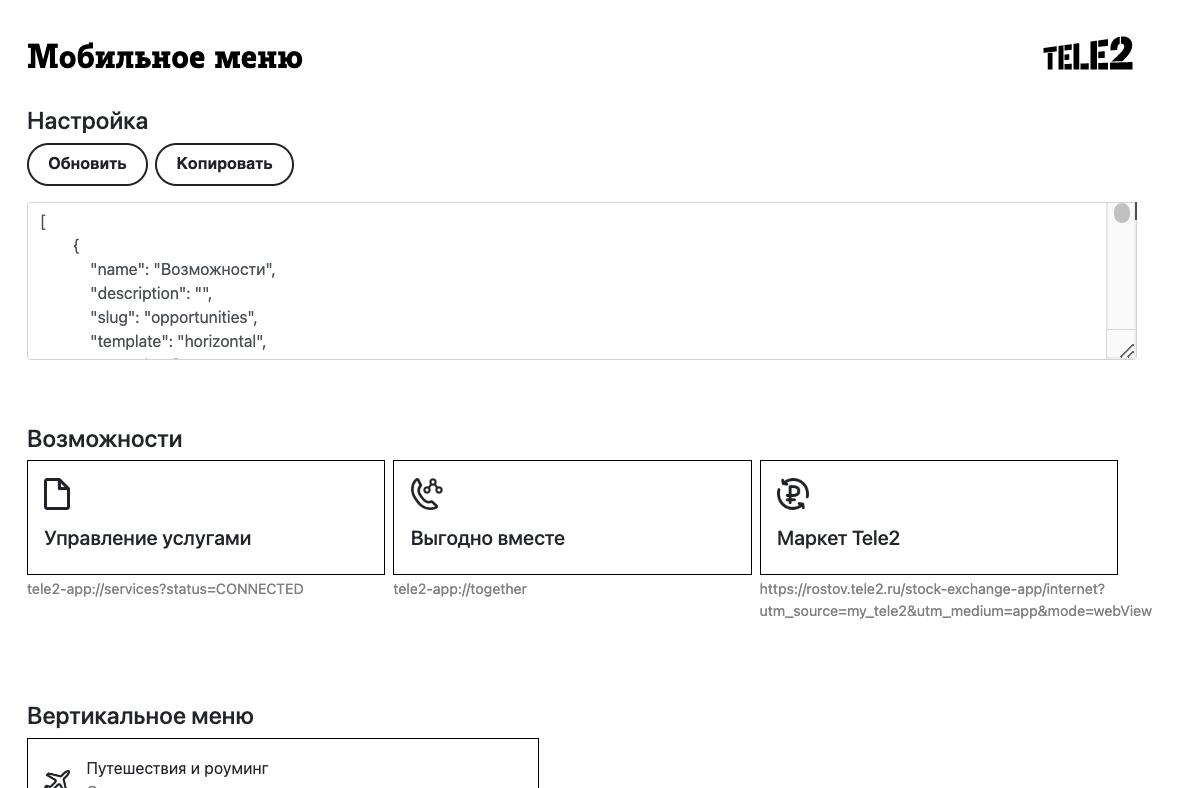 Мобильное меню
TELE2
Настройка
Обновить
Копировать
[
{
"name": "Возможности",
"description": "",
"slug": "opportunities",
"template": "horizontal",
Возможности
Управление услугами
tele2-app://services?status=CONNECTED
Выгодно вместе
tele2-app://together
Маркет Tele2
https://rostov.tele2.ru/stock-exchange-app/internet?
utm_source=my_tele2&utm_medium=app&mode=webView
Вертикальное меню
Путешествия и роуминг